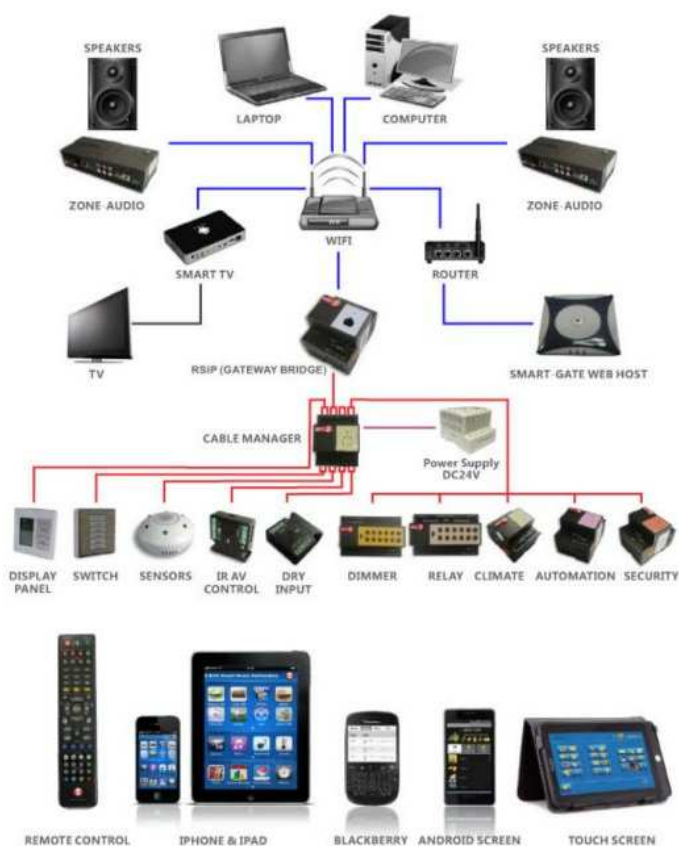 SPEAKERS
SPEAKERS
LAPTOP
COMPUTER
ZONE-AUDIO
ZONE-AUDIO
WIFI
SMART TV
ROUTER
TV
RSIP (GATEWAY BRIDGE)
SMART-GATE WEB HOST
CABLE MANAGER
Power Supply
DC24V
DISPLAY
PANEL
SWITCH
SENSORS
IR AV
CONTROL
DRY
INPUT
DIMMER
RELAY
CLIMATE
AUTOMATION
SECURITY
REMOTE CONTROL
IPHONE & IPAD
BLACKBERRY
ANDROID SCREEN
TOUCH SCREEN